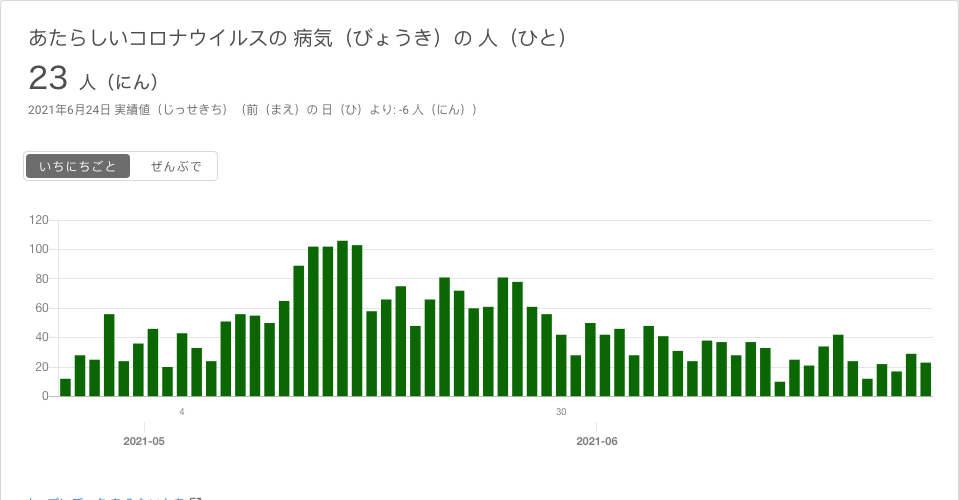 あたらしいコロナウイルスの 病気（びょうき）の 人（ひと）
23 人（にん）
2021年6月24日 実績値（じっせきち）（前（まえ）の 日（ひ）より: -6 人（にん））
いちにちごと ぜんぶで
120
100
80
60
40
20
0
4 30
2021-05 2021-06